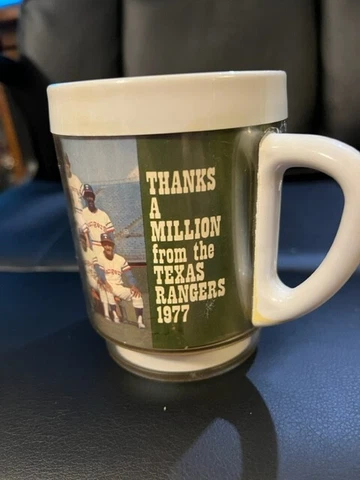 THANKS
A
MILLION
from the
TEXAS
RANGERS
1977